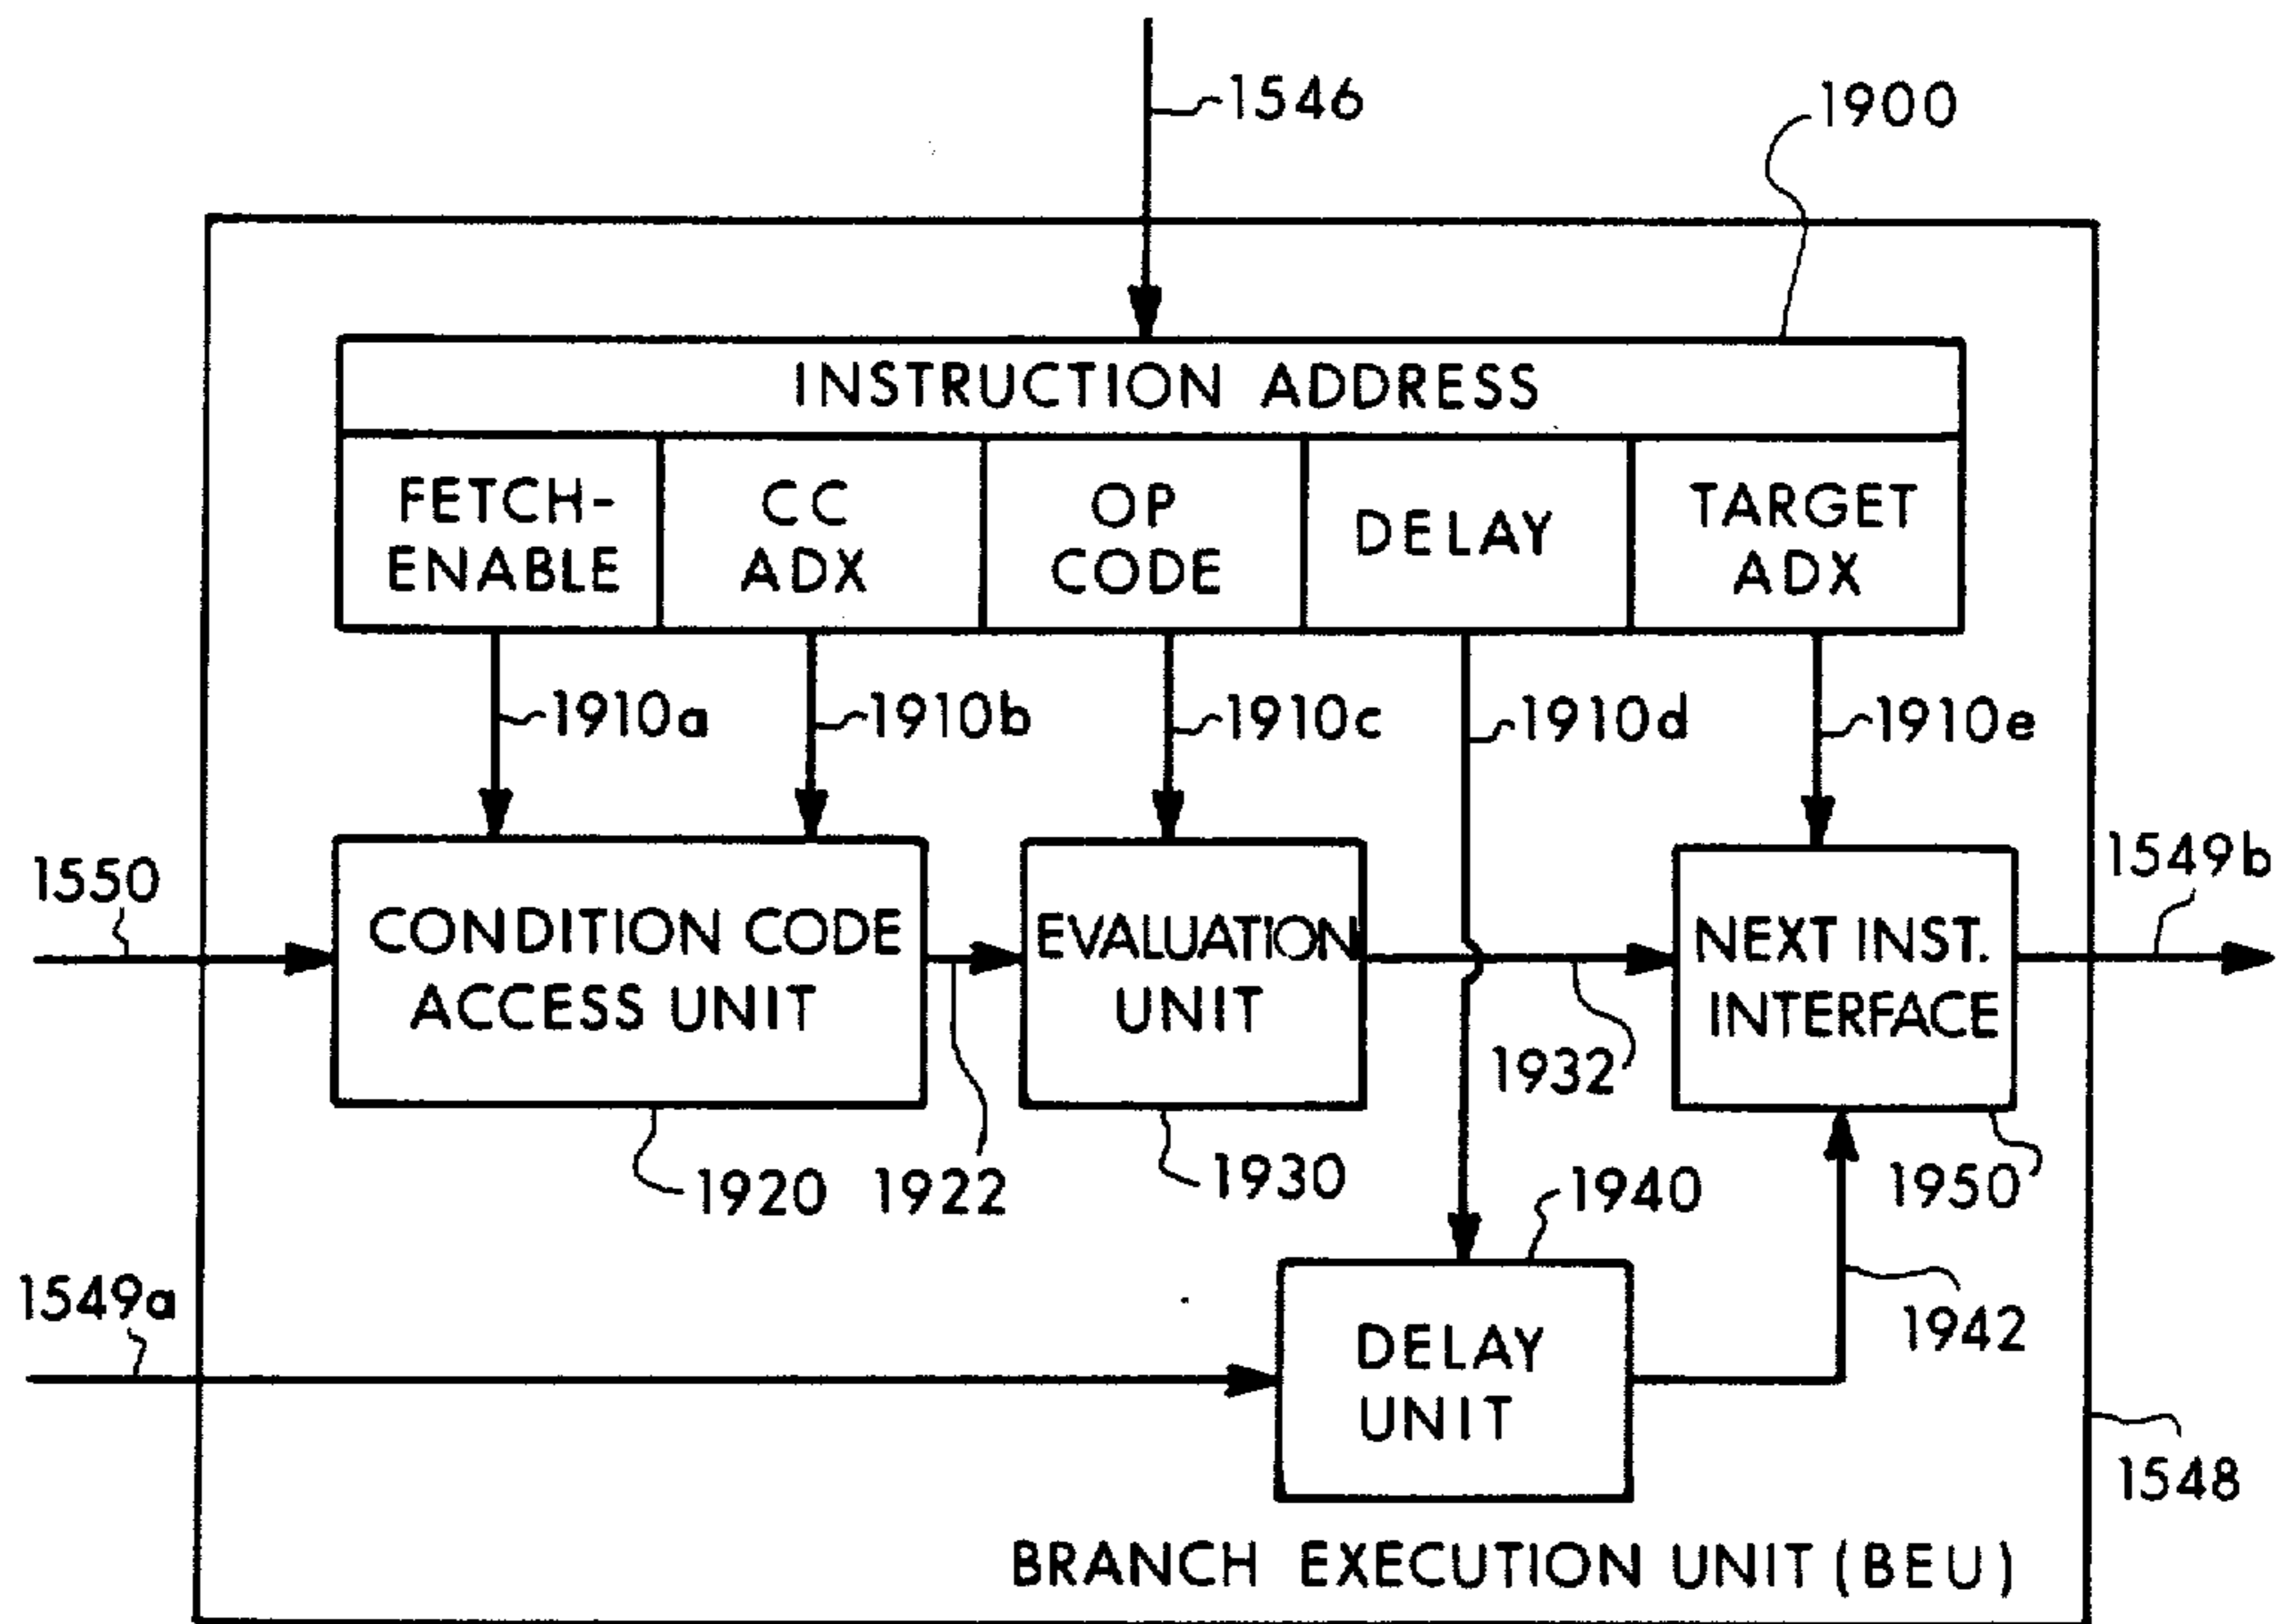 1546
1900
INSTRUCTION ADDRESS
FETCH-
ENABLE
CC
ADX
OP
CODE
DELAY
TARGET
ADX
1910a
1910b
1910c
1910d
1910e
1550
CONDITION CODE
ACCESS UNIT
EVALUATION
UNIT
NEXT INST.
INTERFACE
1549b
1932
1920
1922
1930
1940
1950
1549a
DELAY
UNIT
1942
1548
BRANCH EXECUTION UNIT (BEU)